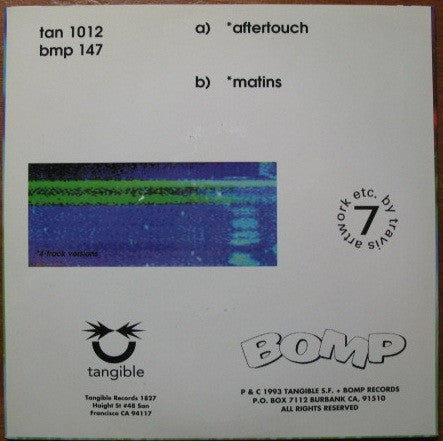 tan 1012
bmp 147
a) *aftertouch
b) *matins
*4-track versions
artwork etc. by travis
7
tangible
Tangible Records 1827
Haight St #48 San
Francisco CA 94117
BOMP
P & C 1993 TANGIBLE S.F. + BOMP RECORDS
P.O. BOX 7112 BURBANK CA, 91510
ALL RIGHTS RESERVED